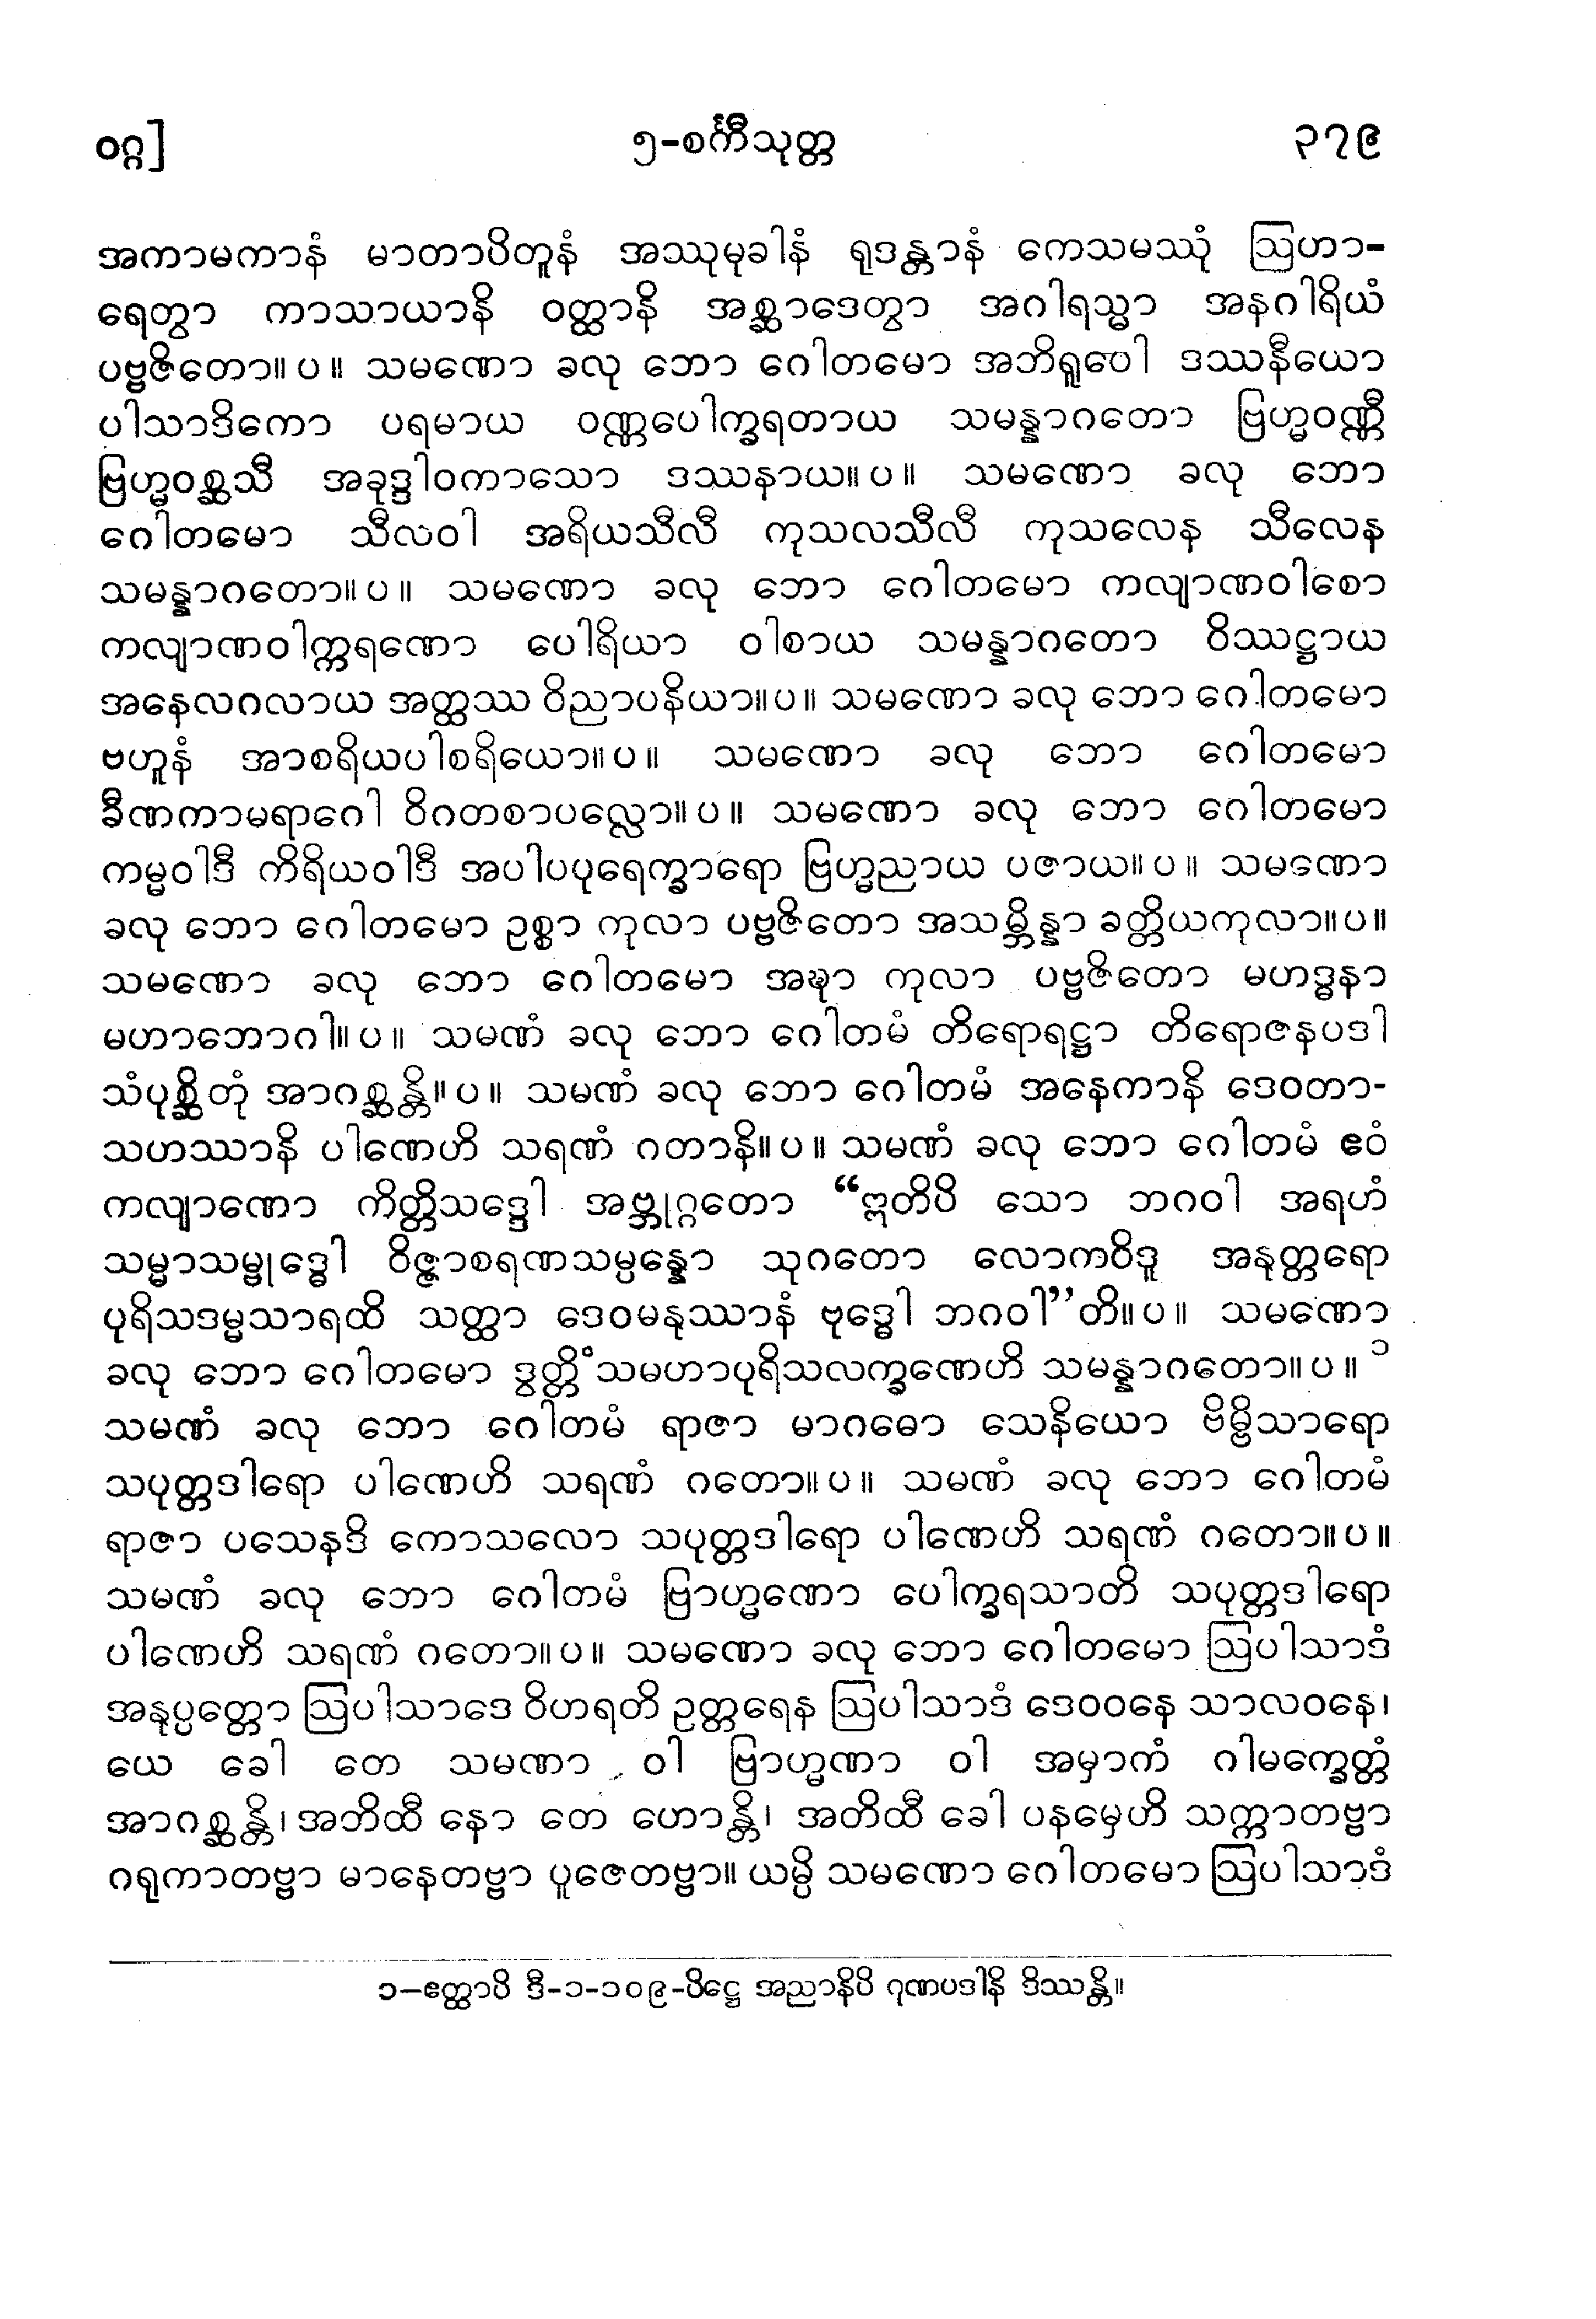 ဝဂ္ဂ]
၅-စင်္ကီသုတ္တ
၃၇၉
အကာမကာနံ မာတာပိတူနံ အဿုမုခါနံ ရုဒန္တာနံ ကေသမဿုံ ဩဟာ-
ရေတွာ ကာသာယာနိ ဝတ္ထာနိ အစ္ဆာဒေတွာ အဂါရသ္မာ အနဂါရိယံ
ပဗ္ဗဇိတော။ ပ ။ သမဏော ခလု ဘော ဂေါတမော အဘိရူပေါ ဒဿနီယော
ပါသာဒိကော ပရမာယ ဝဏ္ဏပေါက္ခရတာယ သမန္နာဂတော ဗြဟ္မဝဏ္ဏီ
ဗြဟ္မဝစ္ဆသီ အခုဒ္ဒါဝကာသော ဒဿနာယ။ ပ ။ သမဏော ခလု ဘော
ဂေါတမော သီလဝါ အရိယသီလီ ကုသလသီလီ ကုသလေန သီလေန
သမန္နာဂတော။ ပ ။ သမဏော ခလု ဘော ဂေါတမော ကလျာဏဝါစော
ကလျာဏဝါက္ကရဏော ပေါရိယာ ဝါစာယ သမန္နာဂတော ဝိဿဋ္ဌာယ
အနေလဂလာယ အတ္ထဿ ဝိညာပနိယာ။ ပ ။ သမဏော ခလု ဘော ဂေါတမော
ဗဟူနံ အာစရိယပါစရိယော။ ပ ။ သမဏော ခလု ဘော ဂေါတမော
ခီဏကာမရာဂေါ ဝိဂတစာပလ္လော။ ပ ။ သမဏော ခလု ဘော ဂေါတမော
ကမ္မဝါဒီ ကိရိယဝါဒီ အပါပပုရေက္ခာရော ဗြဟ္မညာယ ပဇာယ။ ပ ။ သမဏော
ခလု ဘော ဂေါတမော ဥစ္စာ ကုလာ ပဗ္ဗဇိတော အသမ္ဘိန္နာ ခတ္တိယကုလာ။ ပ ။
သမဏော ခလု ဘော ဂေါတမော အဍ္ဎာ ကုလာ ပဗ္ဗဇိတော မဟဒ္ဓနာ
မဟာဘောဂါ။ ပ ။ သမဏံ ခလု ဘော ဂေါတမံ တိရောရဋ္ဌာ တိရောဇနပဒါ
သံပုစ္ဆိတုံ အာဂစ္ဆန္တိ။ ပ ။ သမဏံ ခလု ဘော ဂေါတမံ အနေကာနိ ဒေဝတာ-
သဟဿာနိ ပါဏေဟိ သရဏံ ဂတာနိ။ ပ ။ သမဏံ ခလု ဘော ဂေါတမံ ဧဝံ
ကလျာဏော ကိတ္တိသဒ္ဒေါ အဗ္ဘုဂ္ဂတော “ဣတိပိ သော ဘဂဝါ အရဟံ
သမ္မာသမ္ဗုဒ္ဓေါ ဝိဇ္ဇာစရဏသမ္ပန္နော သုဂတော လောကဝိဒူ အနုတ္တရော
ပုရိသဒမ္မသာရထိ သတ္ထာ ဒေဝမနုဿာနံ ဗုဒ္ဓေါ ဘဂဝါ”တိ။ ပ ။ သမဏော
ခလု ဘော ဂေါတမော ဒွတ္တိံသမဟာပုရိသလက္ခဏေဟိ သမန္နာဂတော။ ပ ။ ၁
သမဏံ ခလု ဘော ဂေါတမံ ရာဇာ မာဂဓော သေနိယော ဗိမ္ဗိသာရော
သပုတ္တဒါရော ပါဏေဟိ သရဏံ ဂတော။ ပ ။ သမဏံ ခလု ဘော ဂေါတမံ
ရာဇာ ပသေနဒိ ကောသလော သပုတ္တဒါရော ပါဏေဟိ သရဏံ ဂတော။ ပ ။
သမဏံ ခလု ဘော ဂေါတမံ ဗြာဟ္မဏော ပေါက္ခရသာတိ သပုတ္တဒါရော
ပါဏေဟိ သရဏံ ဂတော။ ပ ။ သမဏော ခလု ဘော ဂေါတမော ဩပါသာဒံ
အနုပ္ပတ္တော ဩပါသာဒေ ဝိဟရတိ ဥတ္တရေန ဩပါသာဒံ ဒေဝဝနေ သာလဝနေ၊
ယေ ခေါ တေ သမဏာ ဝါ ဗြာဟ္မဏာ ဝါ အမှာကံ ဂါမက္ခေတ္တံ
အာဂစ္ဆန္တိ၊ အတိထီ နော တေ ဟောန္တိ၊ အတိထီ ခေါ ပနမှေဟိ သက္ကာတဗ္ဗာ
ဂရုကာတဗ္ဗာ မာနေတဗ္ဗာ ပူဇေတဗ္ဗာ။ ယမ္ပိ သမဏော ဂေါတမော ဩပါသာဒံ
၁–ဧတ္ထာပိ ဒီ-၁-၁၀၉-ပိဋ္ဌေ အညာနိပိ ဂုဏပဒါနိ ဒိဿန္တိ။